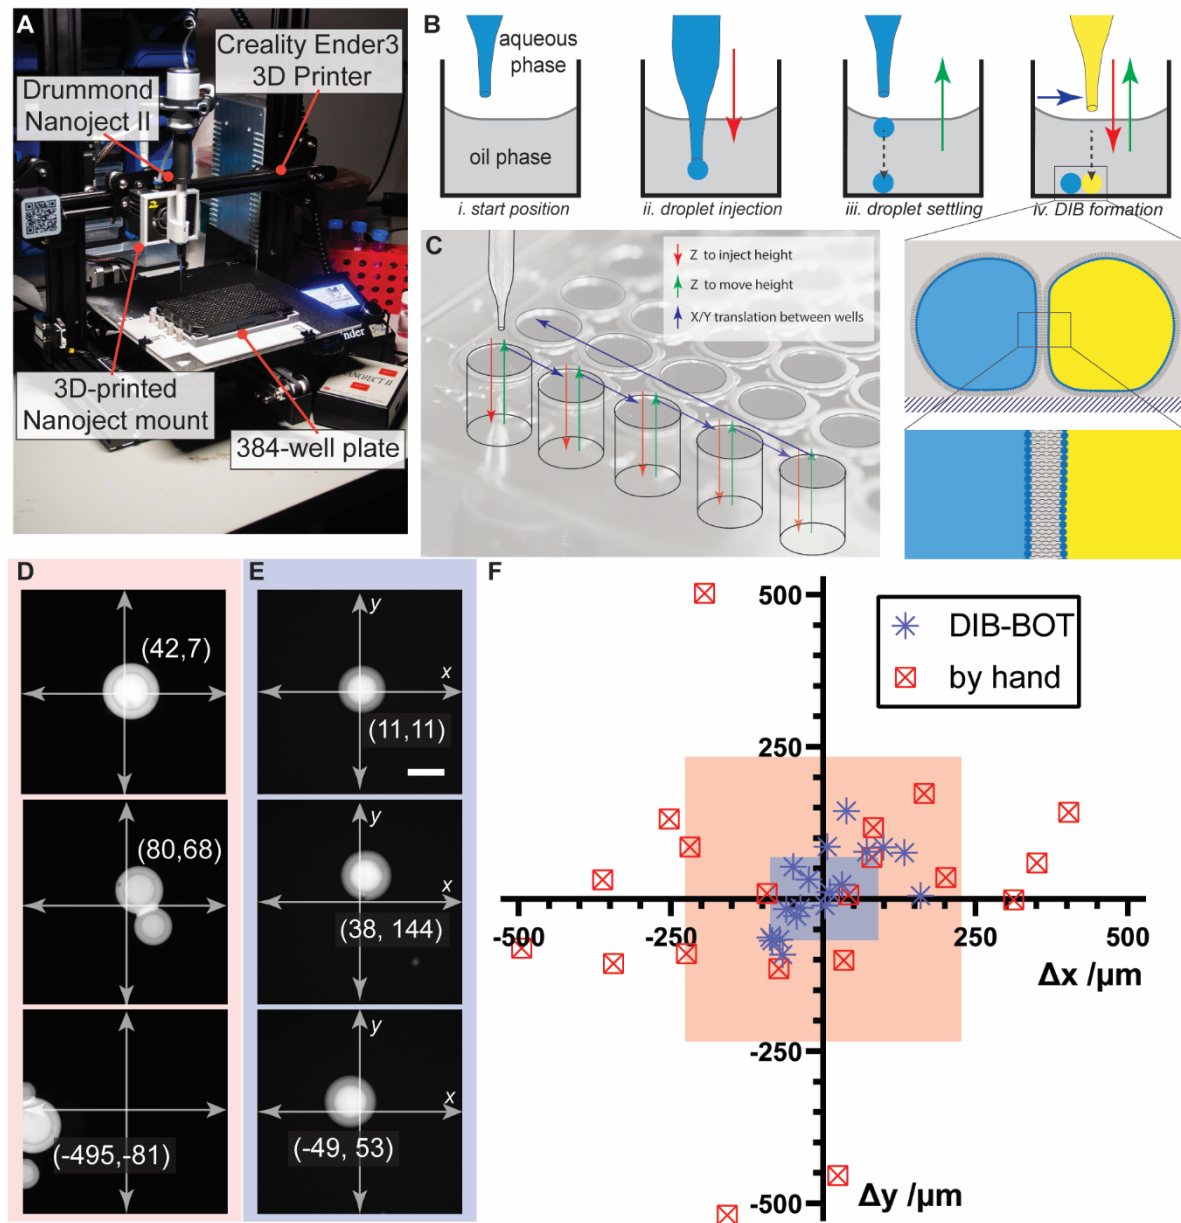 A
Creality Ender3
3D Printer
Drummond
Nanoject II
3D-printed
Nanoject mount
384-well plate
Ender
NANOJECT II
B
aqueous
phase
oil phase
i. start position
ii. droplet injection
iii. droplet settling
iv. DIB formation
C
Z to inject height
Z to move height
X/Y translation between wells
D
(42,7)
(80,68)
(-495,-81)
E
y
x
(11,11)
y
x
(38, 144)
y
x
(-49, 53)
F
500
DIB-BOT
by hand
250
-500
-250
250
500
Δx /µm
-250
-500
Δy /µm